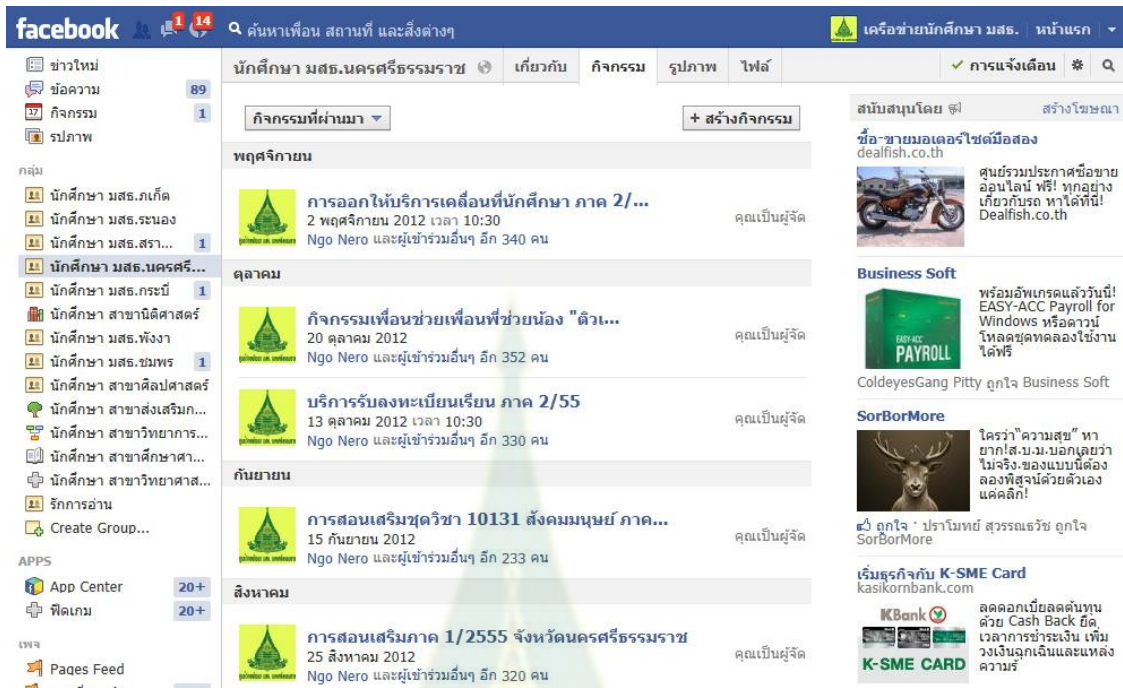 facebook
1
14
ค้นหาเพื่อน สถานที่ และสิ่งต่างๆ
เครือข่ายนักศึกษา มสธ.
หน้าแรก
ข่าวใหม่
ข้อความ 89
17 กิจกรรม 1
รูปภาพ
กลุ่ม
นักศึกษา มสธ.ภูเก็ต
นักศึกษา มสธ.ระนอง
นักศึกษา มสธ.สรา... 1
นักศึกษา มสธ.นครศรี...
นักศึกษา มสธ.กระบี่ 1
นักศึกษา สาขานิติศาสตร์
นักศึกษา มสธ.พังงา
นักศึกษา มสธ.ชุมพร 1
นักศึกษา สาขาศิลปศาสตร์
นักศึกษา สาขาส่งเสริมก...
นักศึกษา สาขาวิทยาการ...
นักศึกษา สาขาศึกษาศา...
นักศึกษา สาขาวิทยาศาส...
รักการอ่าน
Create Group...
APPS
App Center 20+
ฟีดเกม 20+
เพจ
Pages Feed
นักศึกษา มสธ.นครศรีธรรมราช
เกี่ยวกับ
กิจกรรม
รูปภาพ
ไฟล์
การแจ้งเตือน
กิจกรรมที่ผ่านมา
+ สร้างกิจกรรม
พฤศจิกายน
การออกให้บริการเคลื่อนที่นักศึกษา ภาค 2/...
2 พฤศจิกายน 2012 เวลา 10:30
Ngo Nero และผู้เข้าร่วมอื่นๆ อีก 340 คน
คุณเป็นผู้จัด
ตุลาคม
กิจกรรมเพื่อนช่วยเพื่อนพี่ช่วยน้อง "ติวเ...
20 ตุลาคม 2012
Ngo Nero และผู้เข้าร่วมอื่นๆ อีก 352 คน
คุณเป็นผู้จัด
บริการรับลงทะเบียนเรียน ภาค 2/55
13 ตุลาคม 2012 เวลา 10:30
Ngo Nero และผู้เข้าร่วมอื่นๆ อีก 330 คน
คุณเป็นผู้จัด
กันยายน
การสอนเสริมชุดวิชา 10131 สังคมมนุษย์ ภาค...
15 กันยายน 2012
Ngo Nero และผู้เข้าร่วมอื่นๆ อีก 233 คน
คุณเป็นผู้จัด
สิงหาคม
การสอนเสริมภาค 1/2555 จังหวัดนครศรีธรรมราช
25 สิงหาคม 2012
Ngo Nero และผู้เข้าร่วมอื่นๆ อีก 320 คน
คุณเป็นผู้จัด
สนับสนุนโดย
สร้างโฆษณา
ซื้อ-ขายมอเตอร์ไซต์มือสอง
dealfish.co.th
ศูนย์รวมประกาศซื้อขาย
ออนไลน์ ฟรี! ทุกอย่าง
เกี่ยวกับรถ หาได้ที่นี่!
Dealfish.co.th
Business Soft
EASY-ACC
PAYROLL
พร้อมอัพเกรดแล้ววันนี้!
EASY-ACC Payroll for
Windows หรือดาวน์
โหลดชุดทดลองใช้งาน
ได้ฟรี
ColdeyesGang Pitty ถูกใจ Business Soft
SorBorMore
ใครว่า"ความสุข" หา
ยาก!ส.บ.ม.บอกเลยว่า
ไม่จริง.ของแบบนี้ต้อง
ลองพิสูจน์ด้วยตัวเอง
แค่คลิก!
ถูกใจ · ปราโมทย์ สุวรรณธวัช ถูกใจ
SorBorMore
เริ่มธุรกิจกับ K-SME Card
kasikornbank.com
KBank
K-SME CARD
ลดดอกเบี้ยลดต้นทุน
ด้วย Cash Back ยืด
เวลาการชำระเงิน เพิ่ม
วงเงินฉุกเฉินและแหล่ง
ความรู้